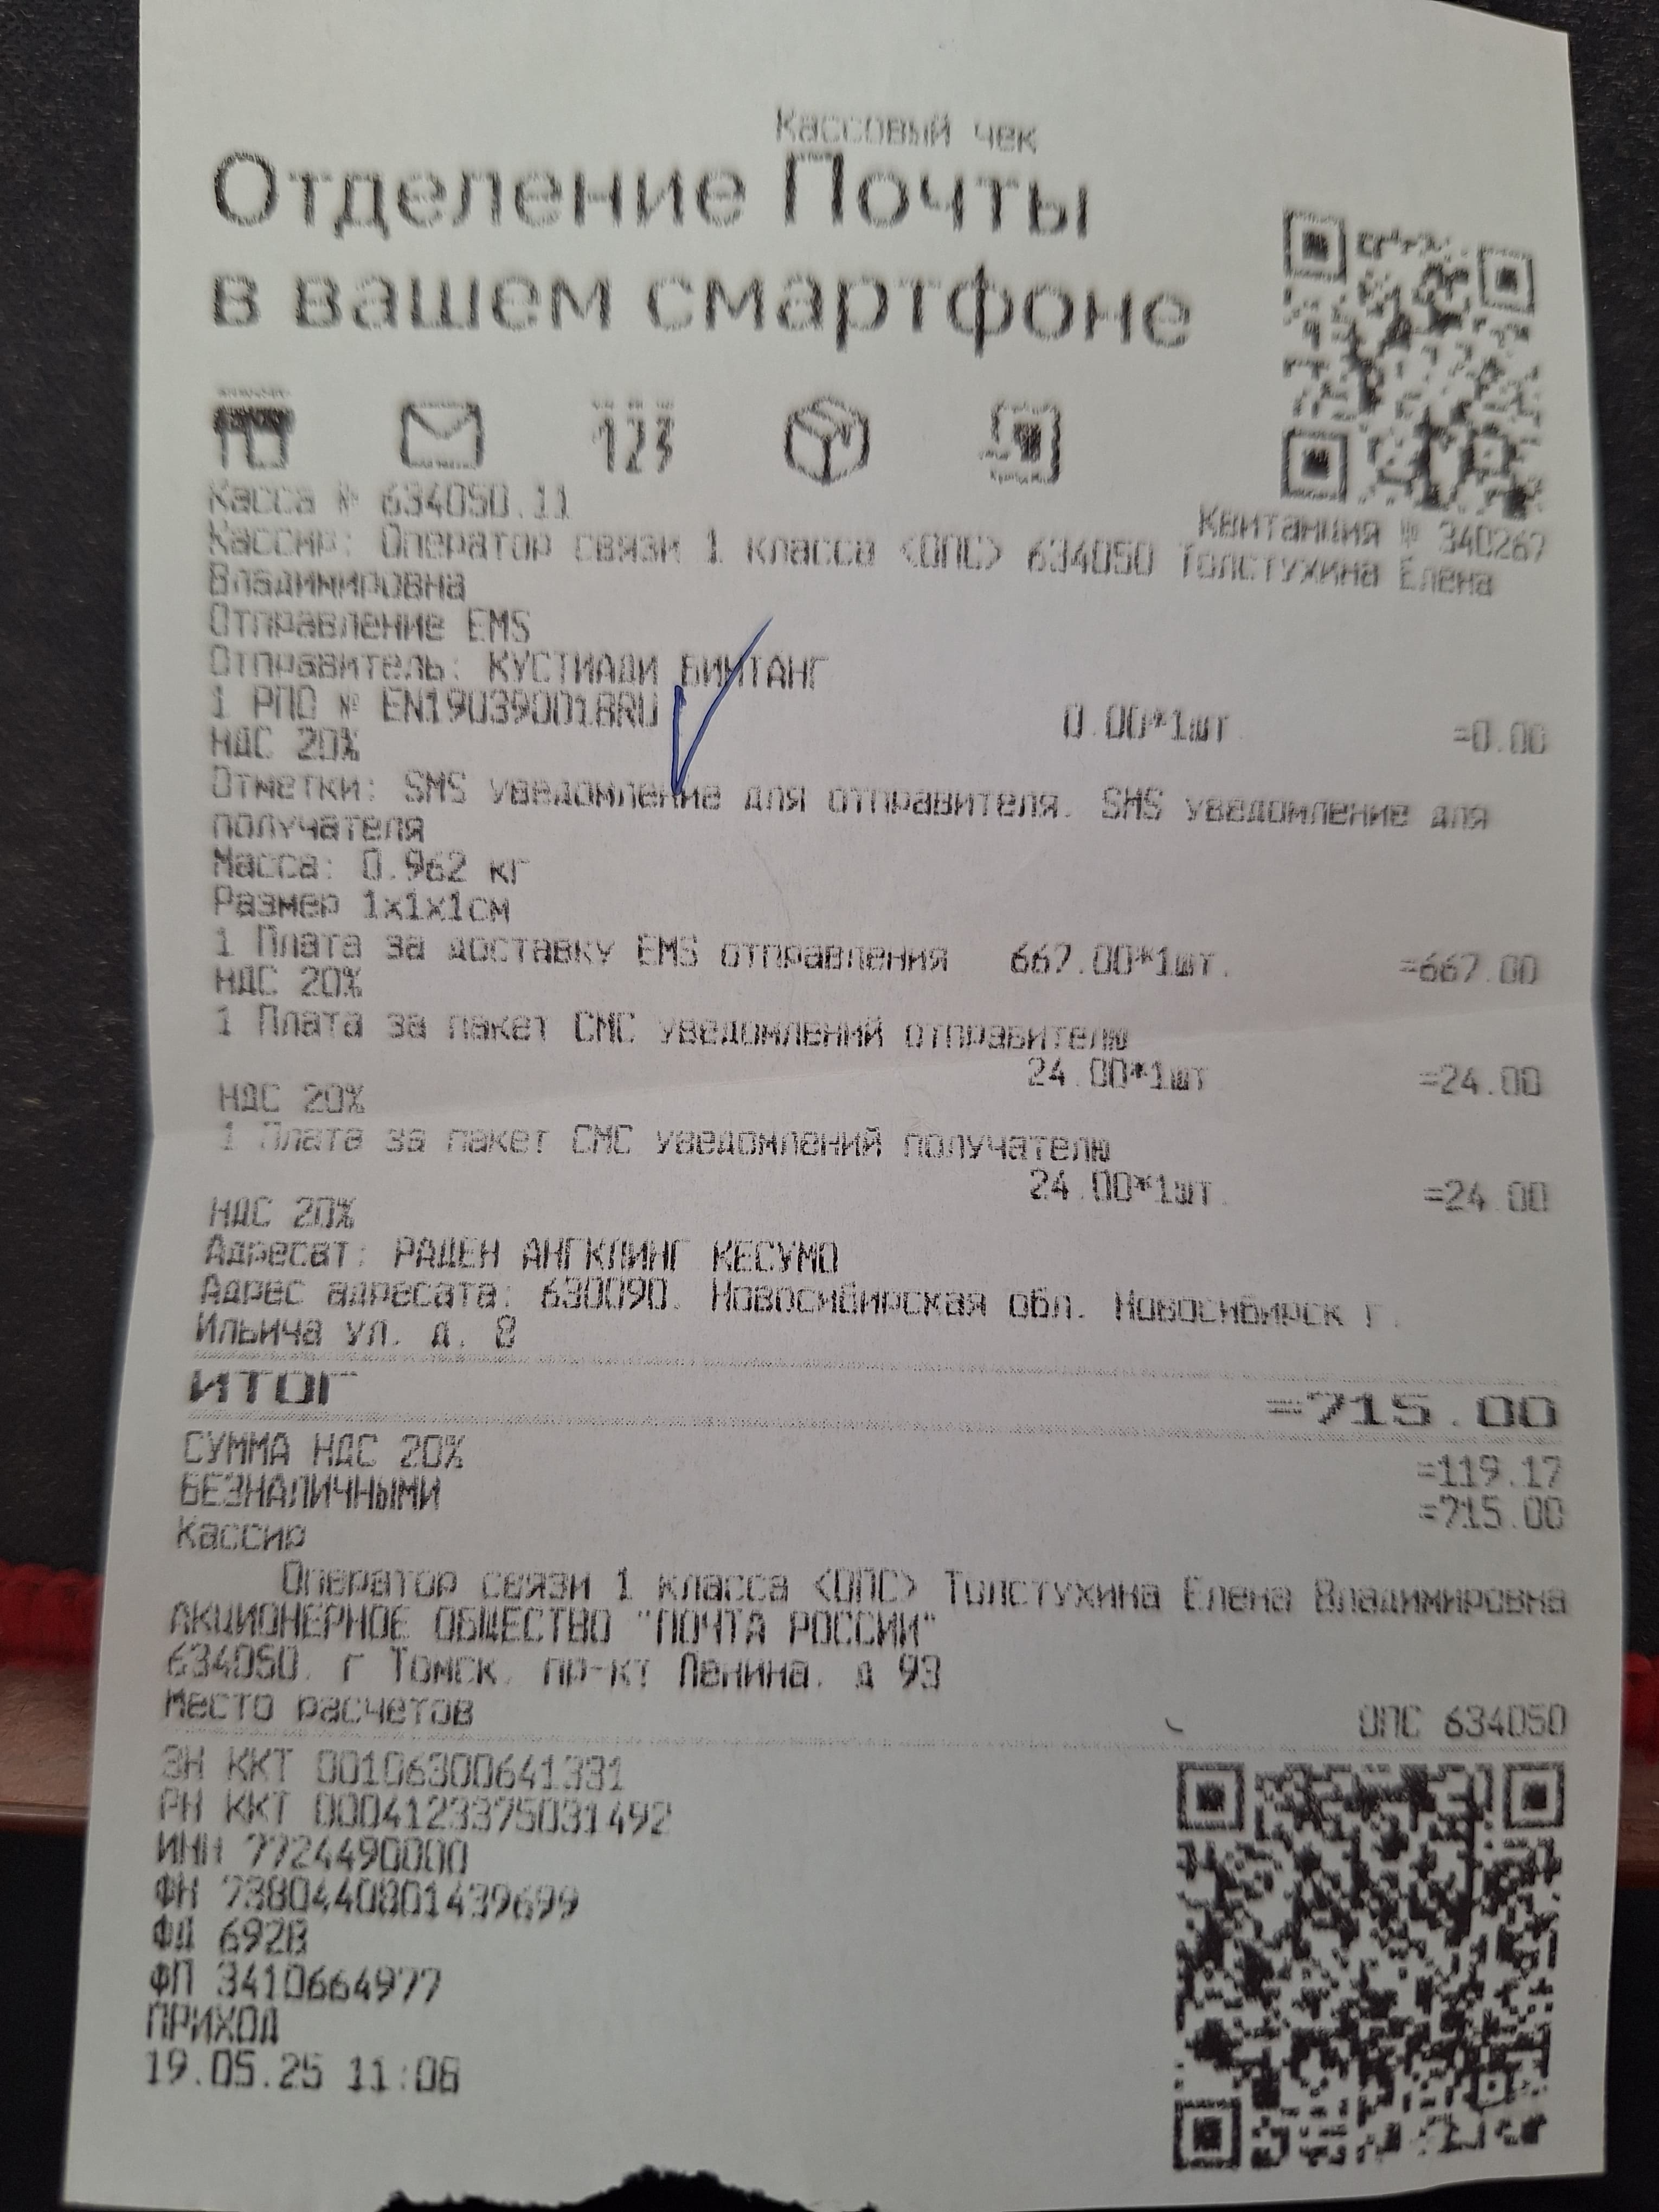 Кассовый чек
Отделение Почты
в вашем смартфоне
123
Касса № 634050.11
Квитанция № 340267
Кассир: Оператор связи 1 класса <ОПС> 634050 Толстухина Елена
Владимировна
Отправление EMS
Отправитель: КУСТИАДИ БИНТАНГ
1 РПО № EN190390018RU 0.00*1шт. =0.00
НДС 20%
Отметки: SMS уведомление для отправителя. SMS уведомление для
получателя
Масса: 0.962 кг
Размер 1x1x1см
1 Плата за доставку EMS отправления 667.00*1шт. =667.00
НДС 20%
1 Плата за пакет СМС уведомлений отправителю
24.00*1шт. =24.00
НДС 20%
1 Плата за пакет СМС уведомлений получателю
24.00*1шт. =24.00
НДС 20%
Адресат: РАДЕН АНГКЛИНГ КЕСУМО
Адрес адресата: 630090. Новосибирская обл. Новосибирск г.
Ильича ул. д. 8
ИТОГ =715.00
СУММА НДС 20% =119.17
БЕЗНАЛИЧНЫМИ =715.00
Кассир
Оператор связи 1 класса <ОПС> Толстухина Елена Владимировна
АКЦИОНЕРНОЕ ОБЩЕСТВО "ПОЧТА РОССИИ"
634050. г Томск. пр-кт Ленина. д 93
Место расчетов ОПС 634050
ЗН ККТ 00106300641331
РН ККТ 0004123375031492
ИНН 7724490000
ФН 7380440801439699
ФД 6928
ФП 3410664977
ПРИХОД
19.05.25 11:08